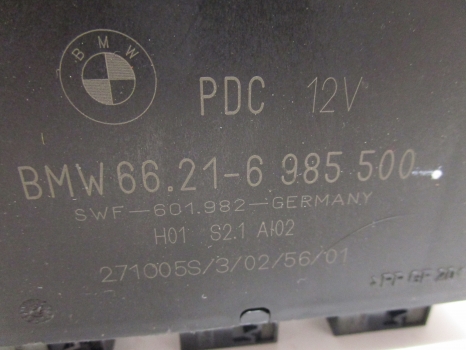 BMW
PDC 12V
BMW 66.21-6 985 500
SWF-601.982-GERMANY
H01 S2.1 AI02
271005S/3/02/56/01